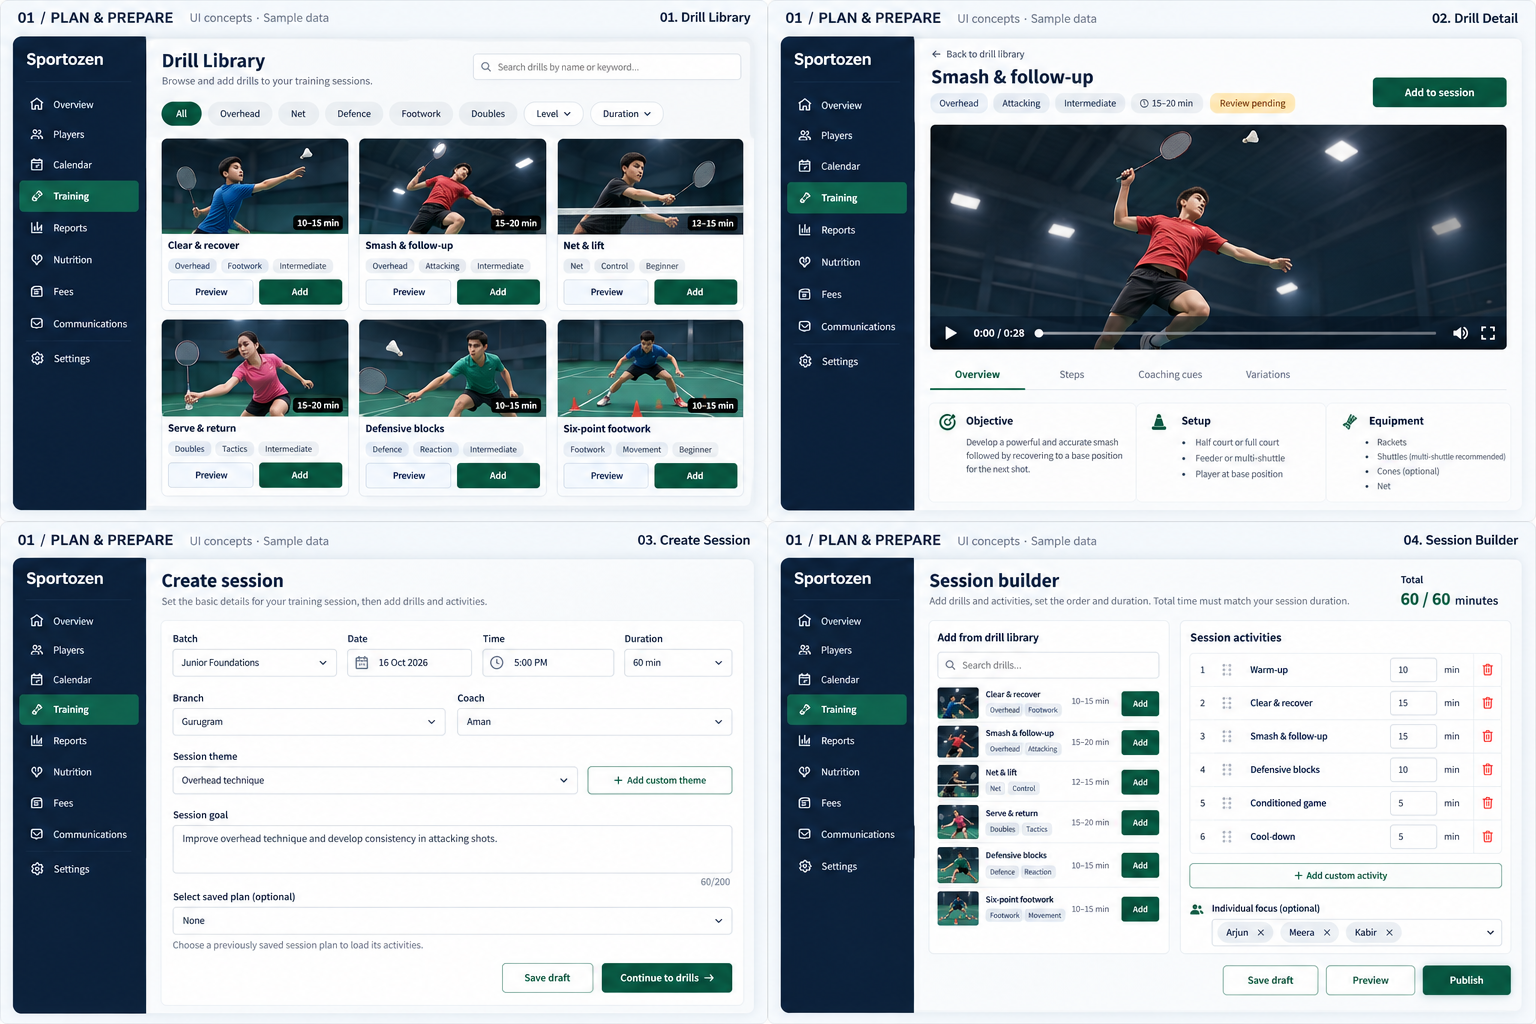 01 / PLAN & PREPARE UI concepts · Sample data 01. Drill Library
Sportozen
Overview
Players
Calendar
Training
Reports
Nutrition
Fees
Communications
Settings
Drill Library
Browse and add drills to your training sessions.
Search drills by name or keyword...
All Overhead Net Defence Footwork Doubles Level Duration
10–15 min
Clear & recover
Overhead Footwork Intermediate
Preview Add
15–20 min
Smash & follow-up
Overhead Attacking Intermediate
Preview Add
12–15 min
Net & lift
Net Control Beginner
Preview Add
15–20 min
Serve & return
Doubles Tactics Intermediate
Preview Add
10–15 min
Defensive blocks
Defence Reaction Intermediate
Preview Add
10–15 min
Six-point footwork
Footwork Movement Beginner
Preview Add
01 / PLAN & PREPARE UI concepts · Sample data 02. Drill Detail
Sportozen
Overview
Players
Calendar
Training
Reports
Nutrition
Fees
Communications
Settings
← Back to drill library
Smash & follow-up
Overhead Attacking Intermediate 15–20 min Review pending
Add to session
0:00 / 0:28
Overview Steps Coaching cues Variations
Objective
Develop a powerful and accurate smash
followed by recovering to a base position
for the next shot.
Setup
• Half court or full court
• Feeder or multi-shuttle
• Player at base position
Equipment
• Rackets
• Shuttles (multi-shuttle recommended)
• Cones (optional)
• Net
01 / PLAN & PREPARE UI concepts · Sample data 03. Create Session
Sportozen
Overview
Players
Calendar
Training
Reports
Nutrition
Fees
Communications
Settings
Create session
Set the basic details for your training session, then add drills and activities.
Batch Date Time Duration
Junior Foundations 16 Oct 2026 5:00 PM 60 min
Branch Coach
Gurugram Aman
Session theme
Overhead technique + Add custom theme
Session goal
Improve overhead technique and develop consistency in attacking shots.
60/200
Select saved plan (optional)
None
Choose a previously saved session plan to load its activities.
Save draft Continue to drills →
01 / PLAN & PREPARE UI concepts · Sample data 04. Session Builder
Sportozen
Overview
Players
Calendar
Training
Reports
Nutrition
Fees
Communications
Settings
Session builder
Add drills and activities, set the order and duration. Total time must match your session duration.
Total
60 / 60 minutes
Add from drill library
Search drills...
Clear & recover
Overhead Footwork
10–15 min Add
Smash & follow-up
Overhead Attacking
15–20 min Add
Net & lift
Net Control
12–15 min Add
Serve & return
Doubles Tactics
15–20 min Add
Defensive blocks
Defence Reaction
10–15 min Add
Six-point footwork
Footwork Movement
10–15 min Add
Session activities
1 Warm-up 10 min
2 Clear & recover 15 min
3 Smash & follow-up 15 min
4 Defensive blocks 10 min
5 Conditioned game 5 min
6 Cool-down 5 min
+ Add custom activity
Individual focus (optional)
Arjun × Meera × Kabir ×
Save draft Preview Publish